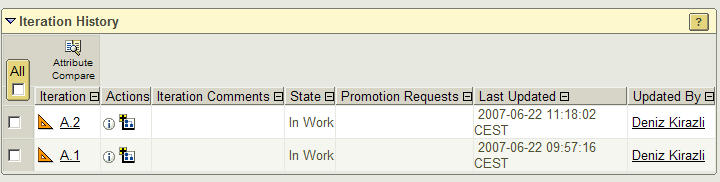 Iteration History
?
All
Attribute
Compare
Iteration Actions Iteration Comments State Promotion Requests Last Updated Updated By
A.2 In Work 2007-06-22 11:18:02 CEST Deniz Kirazli
A.1 In Work 2007-06-22 09:57:16 CEST Deniz Kirazli